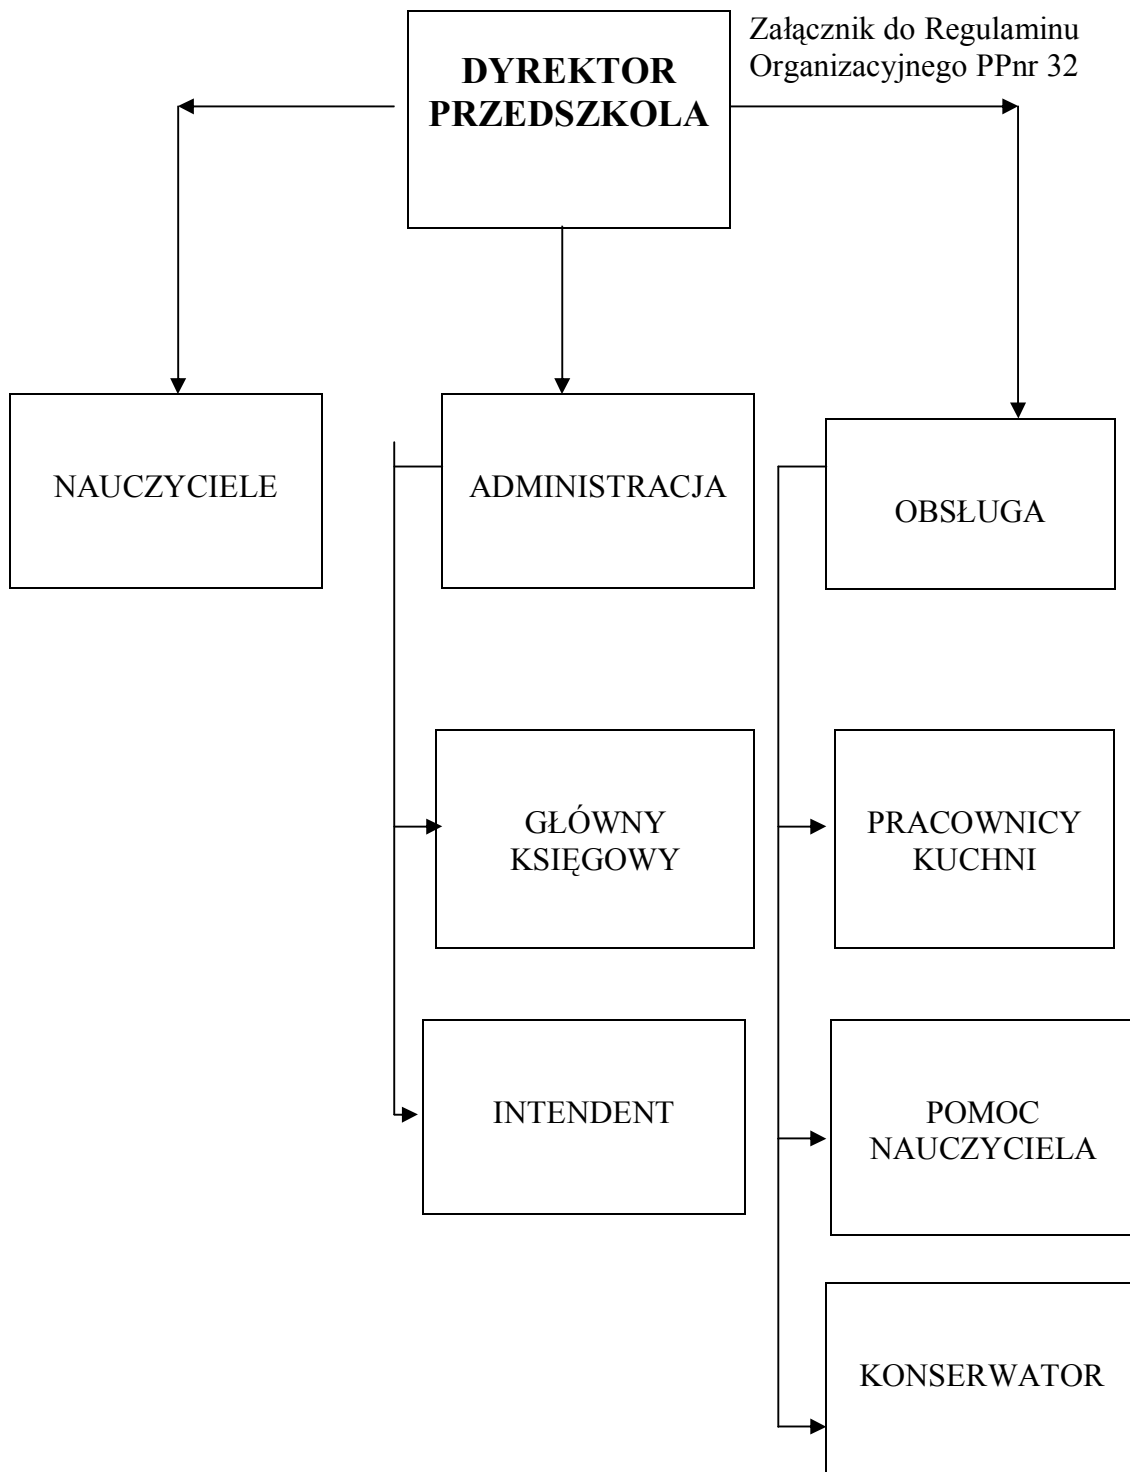 Załącznik do Regulaminu
Organizacyjnego PPnr 32
DYREKTOR
PRZEDSZKOLA
NAUCZYCIELE
ADMINISTRACJA
OBSŁUGA
GŁÓWNY
KSIĘGOWY
PRACOWNICY
KUCHNI
INTENDENT
POMOC
NAUCZYCIELA
KONSERWATOR